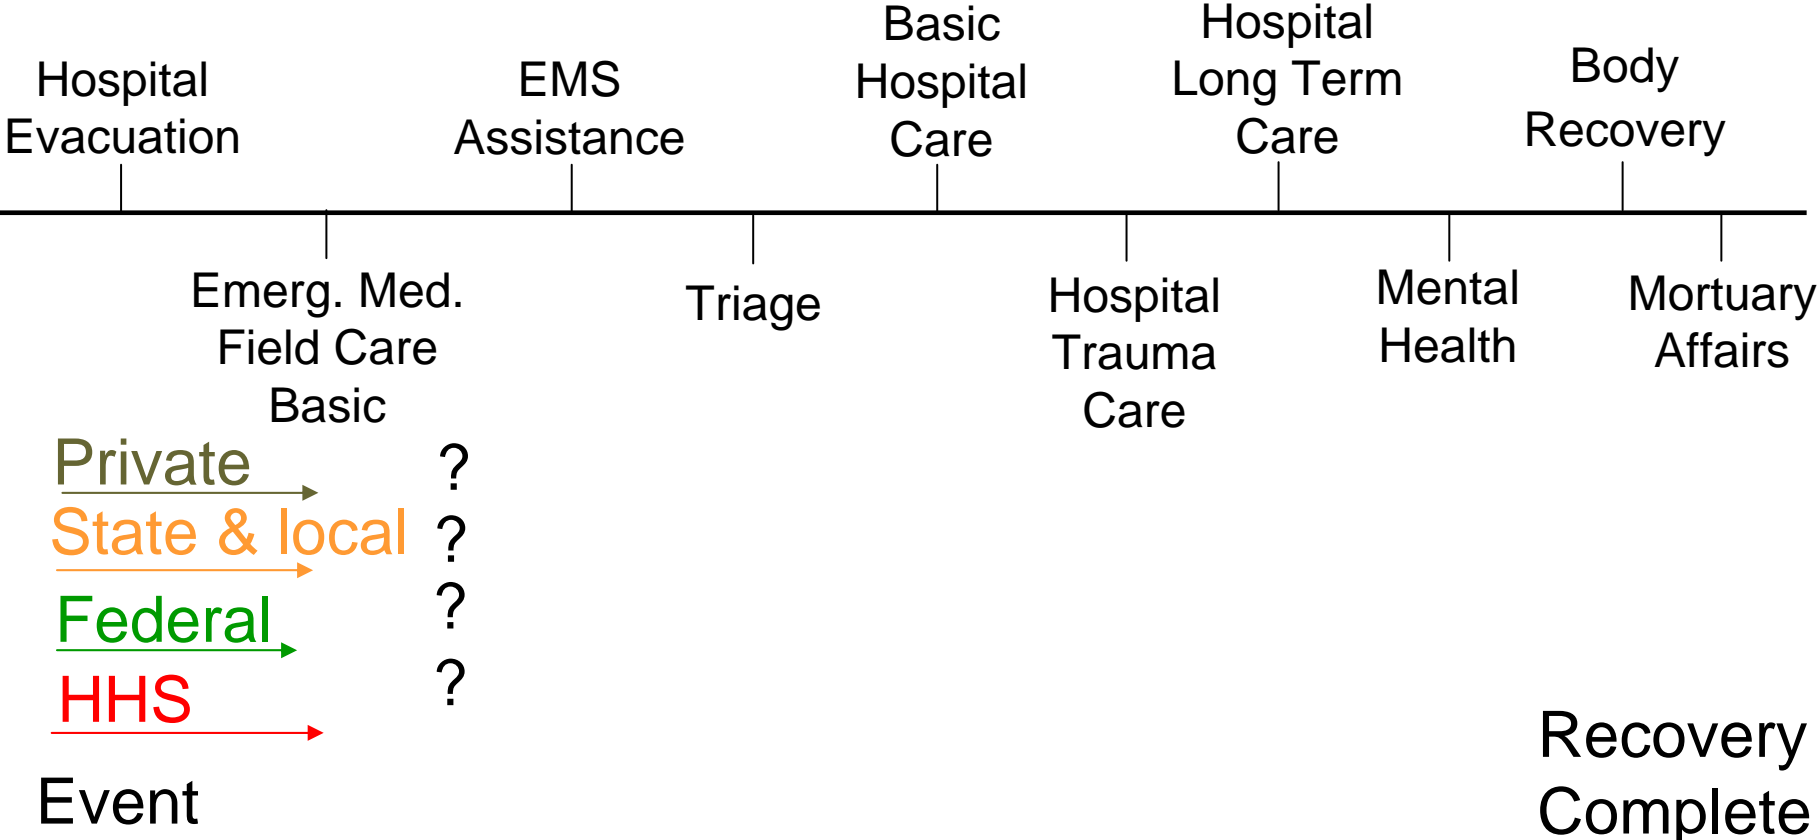 Hospital
Evacuation
EMS
Assistance
Basic
Hospital
Care
Hospital
Long Term
Care
Body
Recovery
Emerg. Med.
Field Care
Basic
Triage
Hospital
Trauma
Care
Mental
Health
Mortuary
Affairs
Private ?
State & local ?
Federal ?
HHS ?
Event
Recovery
Complete